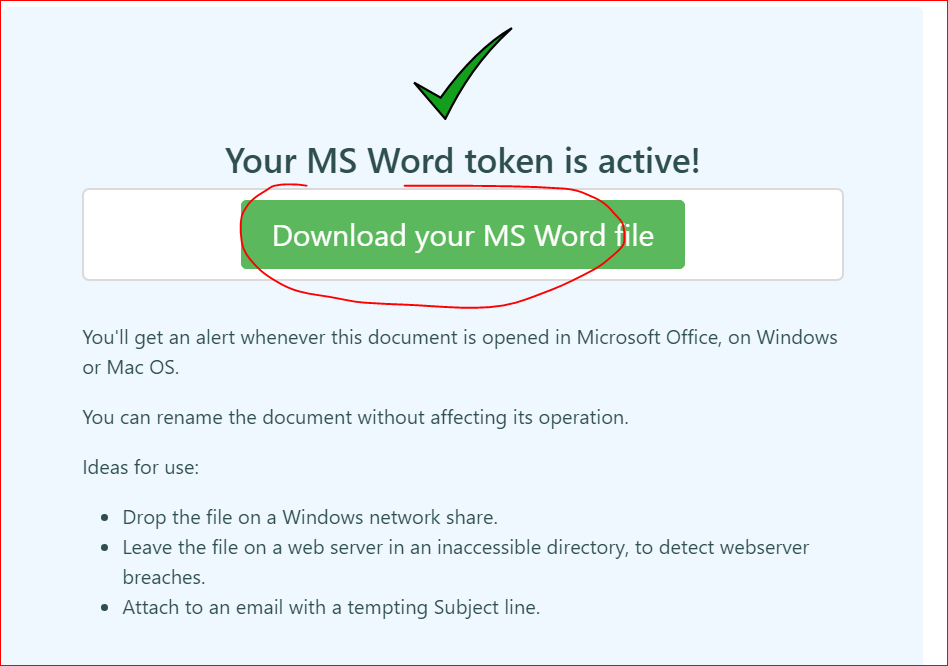 Your MS Word token is active!
Download your MS Word file
You'll get an alert whenever this document is opened in Microsoft Office, on Windows
or Mac OS.
You can rename the document without affecting its operation.
Ideas for use:
• Drop the file on a Windows network share.
• Leave the file on a web server in an inaccessible directory, to detect webserver
breaches.
• Attach to an email with a tempting Subject line.